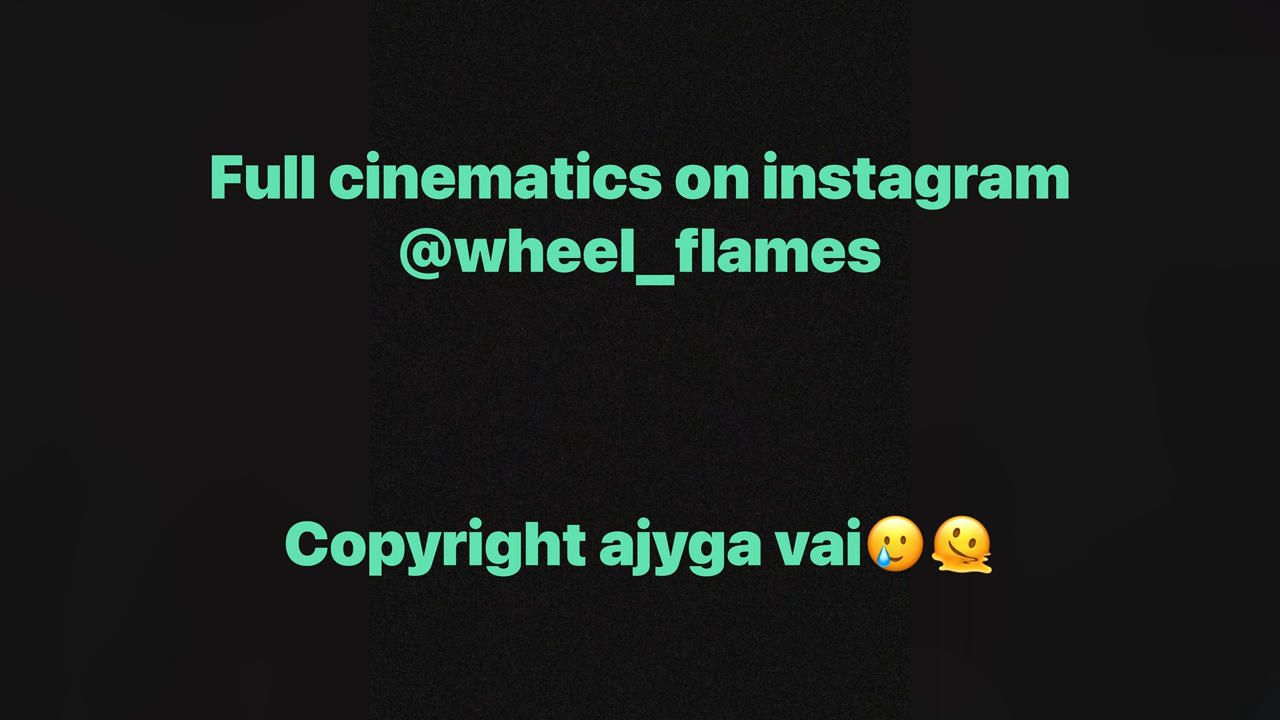 Full cinematics on instagram
@wheel_flames
Copyright ajyga vai🥲🫠